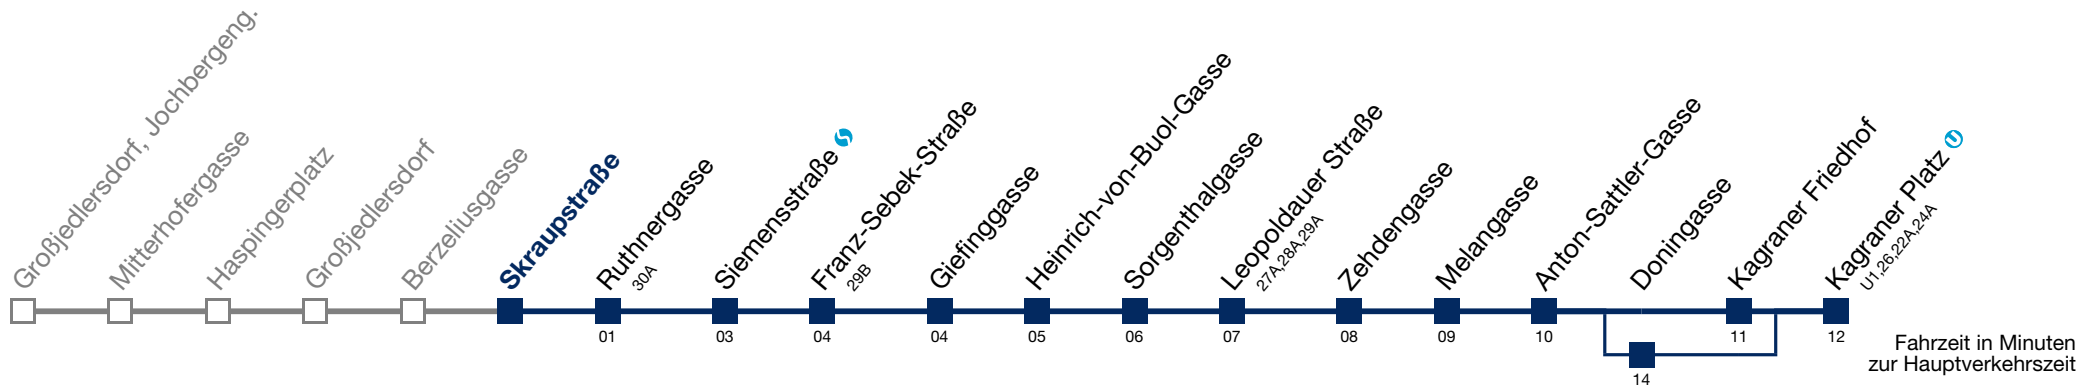 Großjedlersdorf, Jochbergeng.
Mitterhofergasse
Haspingerplatz
Großjedlersdorf
Berzeliusgasse
Skraupstraße
Ruthnergasse
30A
Siemensstraße S
Franz-Sebek-Straße
29B
Giefinggasse
Heinrich-von-Buol-Gasse
Sorgenthalgasse
Leopoldauer Straße
27A,28A,29A
Zehdengasse
Melangasse
Anton-Sattler-Gasse
Doningasse
Kagraner Friedhof
Kagraner Platz U
U1,26,22A,24A
01 03 04 04 05 06 07 08 09 10 11 12
14
Fahrzeit in Minuten
zur Hauptverkehrszeit